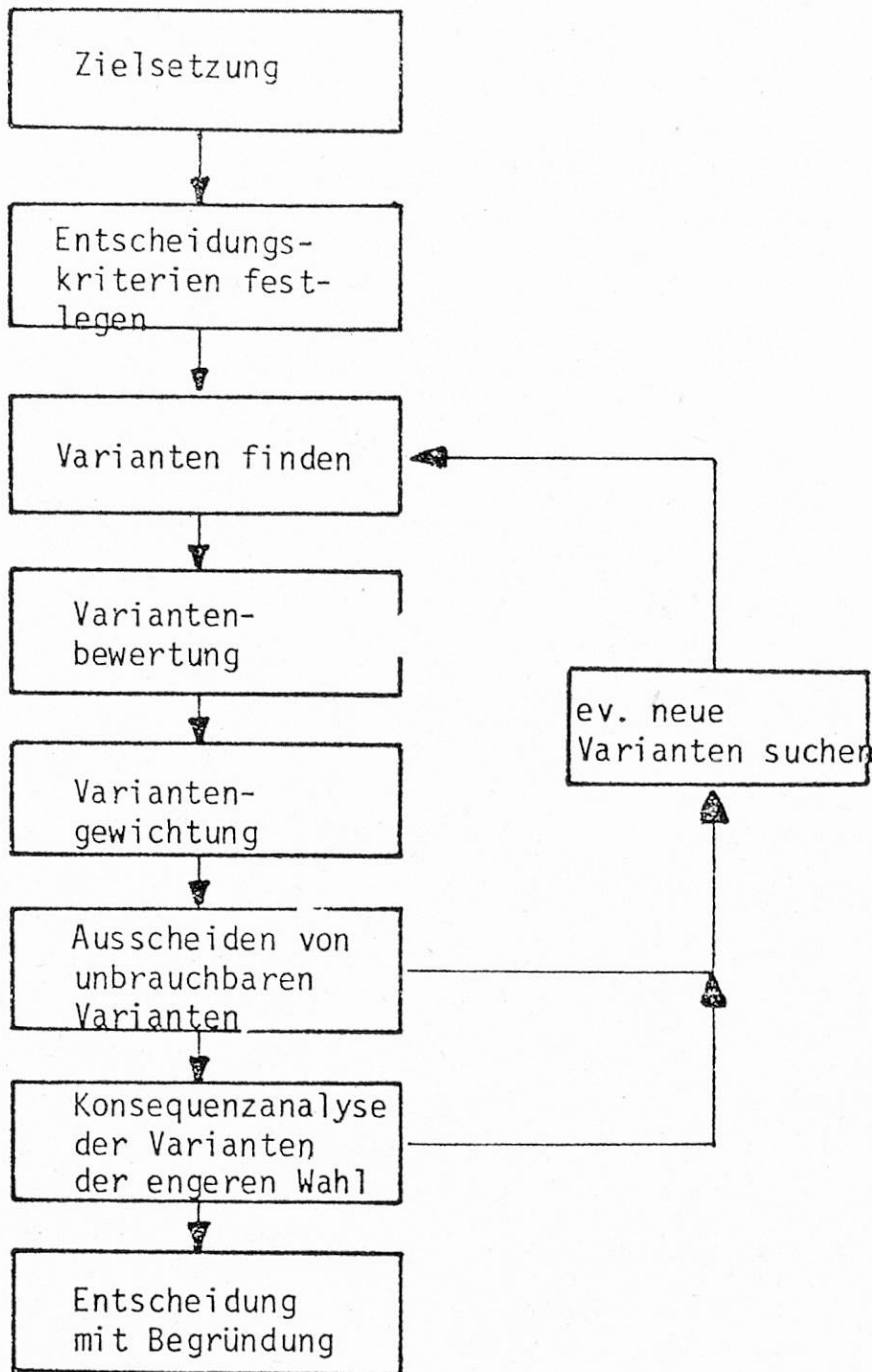 Zielsetzung
Entscheidungs-
kriterien fest-
legen
Varianten finden
Varianten-
bewertung
ev. neue
Varianten suchen
Varianten-
gewichtung
Ausscheiden von
unbrauchbaren
Varianten
Konsequenzanalyse
der Varianten
der engeren Wahl
Entscheidung
mit Begründung